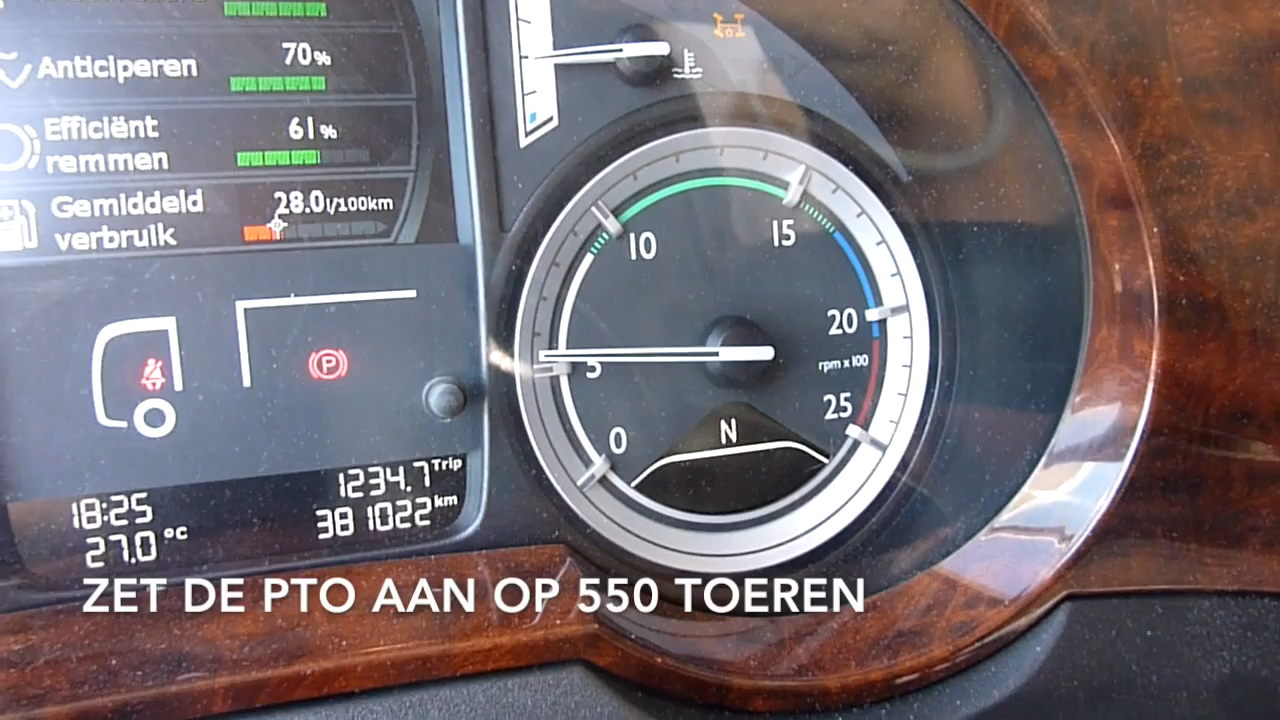 Anticiperen 70%
Efficiënt 61%
remmen
Gemiddeld 28.0 l/100km
verbruik
10
15
20
rpm x 100
25
5
0
N
P
1234.7 Trip
18:25
381022 km
27.0 °C
ZET DE PTO AAN OP 550 TOEREN